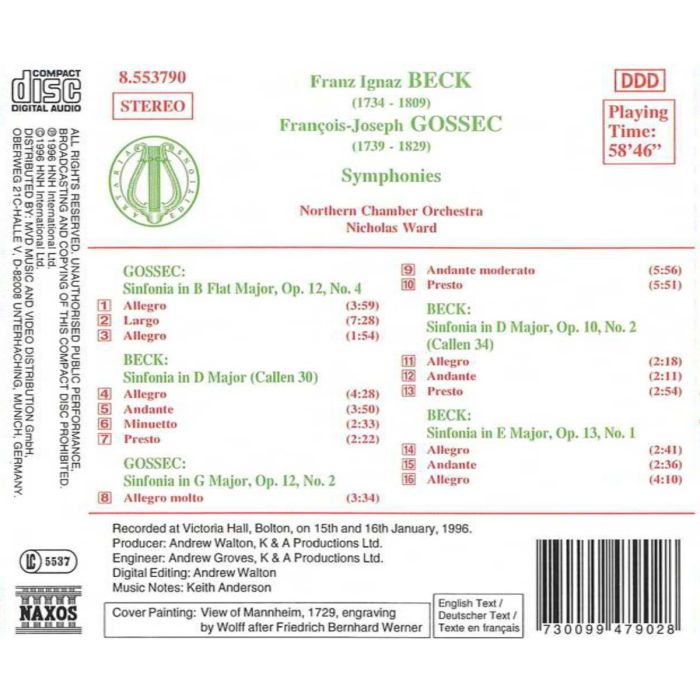 COMPACT
disc
DIGITAL AUDIO
8.553790
STEREO
Franz Ignaz BECK
(1734 - 1809)
François-Joseph GOSSEC
(1739 - 1829)
Symphonies
Northern Chamber Orchestra
Nicholas Ward
DDD
Playing
Time:
58'46"
ARTARIA EDITIONS
ALL RIGHTS RESERVED. UNAUTHORISED PUBLIC PERFORMANCE,
BROADCASTING AND COPYING OF THIS COMPACT DISC PROHIBITED.
℗ 1996 HNH International Ltd.
© 1996 HNH International Ltd.
DISTRIBUTED BY: MVD MUSIC AND VIDEO DISTRIBUTION GmbH,
OBERWEG 21C-HALLE V, D-82008 UNTERHACHING, MUNICH, GERMANY.
GOSSEC:
Sinfonia in B Flat Major, Op. 12, No. 4
1 Allegro (3:59)
2 Largo (7:28)
3 Allegro (1:54)
BECK:
Sinfonia in D Major (Callen 30)
4 Allegro (4:28)
5 Andante (3:50)
6 Minuetto (2:33)
7 Presto (2:22)
GOSSEC:
Sinfonia in G Major, Op. 12, No. 2
8 Allegro molto (3:34)
9 Andante moderato (5:56)
10 Presto (5:51)
BECK:
Sinfonia in D Major, Op. 10, No. 2
(Callen 34)
11 Allegro (2:18)
12 Andante (2:11)
13 Presto (2:54)
BECK:
Sinfonia in E Major, Op. 13, No. 1
14 Allegro (2:41)
15 Andante (2:36)
16 Allegro (4:10)
Recorded at Victoria Hall, Bolton, on 15th and 16th January, 1996.
Producer: Andrew Walton, K & A Productions Ltd.
Engineer: Andrew Groves, K & A Productions Ltd.
Digital Editing: Andrew Walton
Music Notes: Keith Anderson
Cover Painting: View of Mannheim, 1729, engraving
by Wolff after Friedrich Bernhard Werner
English Text /
Deutscher Text /
Texte en français
LC 5537
NAXOS
730099 479028